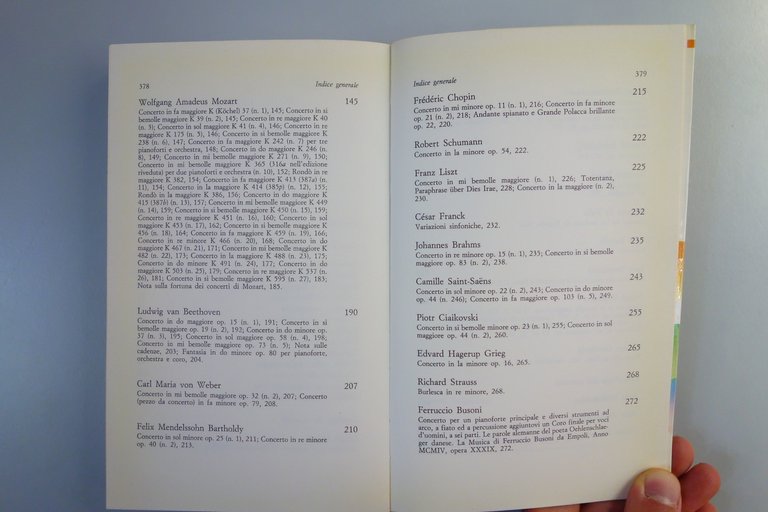 378 Indice generale
Wolfgang Amadeus Mozart 145
Concerto in fa maggiore K (Köchel) 37 (n. 1), 145; Concerto in si
bemolle maggiore K 39 (n. 2), 145; Concerto in re maggiore K 40
(n. 3); Concerto in sol maggiore K 41 (n. 4), 146; Concerto in re
maggiore K 175 (n. 5), 146; Concerto in si bemolle maggiore K
238 (n. 6), 147; Concerto in fa maggiore K 242 (n. 7) per tre
pianoforti e orchestra, 148; Concerto in do maggiore K 246 (n.
8), 149; Concerto in mi bemolle maggiore K 271 (n. 9), 150;
Concerto in mi bemolle maggiore K 365 (316a nell'edizione
riveduta) per due pianoforti e orchestra (n. 10), 152; Rondò in re
maggiore K 382, 154; Concerto in fa maggiore K 413 (387a) (n.
11), 154; Concerto in la maggiore K 414 (385p) (n. 12), 155;
Rondò in la maggiore K 386, 156; Concerto in do maggiore K
415 (387b) (n. 13), 157; Concerto in mi bemolle maggiore K 449
(n. 14), 159; Concerto in si bemolle maggiore K 450 (n. 15), 159;
Concerto in re maggiore K 451 (n. 16), 160; Concerto in sol
maggiore K 453 (n. 17), 162; Concerto in si bemolle maggiore K
456 (n. 18), 164; Concerto in fa maggiore K 459 (n. 19), 166;
Concerto in re minore K 466 (n. 20), 168; Concerto in do
maggiore K 467 (n. 21), 171; Concerto in mi bemolle maggiore K
482 (n. 22), 173; Concerto in la maggiore K 488 (n. 23), 175;
Concerto in do minore K 491 (n. 24), 177; Concerto in do
maggiore K 503 (n. 25), 179; Concerto in re maggiore K 537 (n.
26), 181; Concerto in si bemolle maggiore K 595 (n. 27), 183;
Nota sulla fortuna dei concerti di Mozart, 185.
Ludwig van Beethoven 190
Concerto in do maggiore op. 15 (n. 1), 191; Concerto in si
bemolle maggiore op. 19 (n. 2), 192; Concerto in do minore op.
37 (n. 3), 195; Concerto in sol maggiore op. 58 (n. 4), 198;
Concerto in mi bemolle maggiore op. 73 (n. 5); Nota sulle
cadenze, 203; Fantasia in do minore op. 80 per pianoforte,
orchestra e coro, 204.
Carl Maria von Weber 207
Concerto in mi bemolle maggiore op. 32 (n. 2), 207; Concerto
(pezzo da concerto) in fa minore op. 79, 208.
Felix Mendelssohn Bartholdy 210
Concerto in sol minore op. 25 (n. 1), 211; Concerto in re minore
op. 40 (n. 2), 213.
Indice generale 379
Frédéric Chopin 215
Concerto in mi minore op. 11 (n. 1), 216; Concerto in fa minore
op. 21 (n. 2), 218; Andante spianato e Grande Polacca brillante
op. 22, 220.
Robert Schumann 222
Concerto in la minore op. 54, 222.
Franz Liszt 225
Concerto in mi bemolle maggiore (n. 1), 226; Totentanz,
Paraphrase über Dies Irae, 228; Concerto in la maggiore (n. 2),
230.
César Franck 232
Variazioni sinfoniche, 232.
Johannes Brahms 235
Concerto in re minore op. 15 (n. 1), 235; Concerto in si bemolle
maggiore op. 83 (n. 2), 238.
Camille Saint-Saëns 243
Concerto in sol minore op. 22 (n. 2), 243; Concerto in do minore
op. 44 (n. 246); Concerto in fa maggiore op. 103 (n. 5), 249.
Piotr Ciaikovski 255
Concerto in si bemolle minore op. 23 (n. 1), 255; Concerto in sol
maggiore op. 44 (n. 2), 260.
Edvard Hagerup Grieg 265
Concerto in la minore op. 16, 265.
Richard Strauss 268
Burlesca in re minore, 268.
Ferruccio Busoni 272
Concerto per un pianoforte principale e diversi strumenti ad
arco, a fiato ed a percussione aggiuntovi un Coro finale per voci
d'uomini, a sei parti. Le parole alemanne del poeta Oehlenschlae-
ger danese. La Musica di Ferruccio Busoni da Empoli, Anno
MCMIV, opera XXXIX, 272.